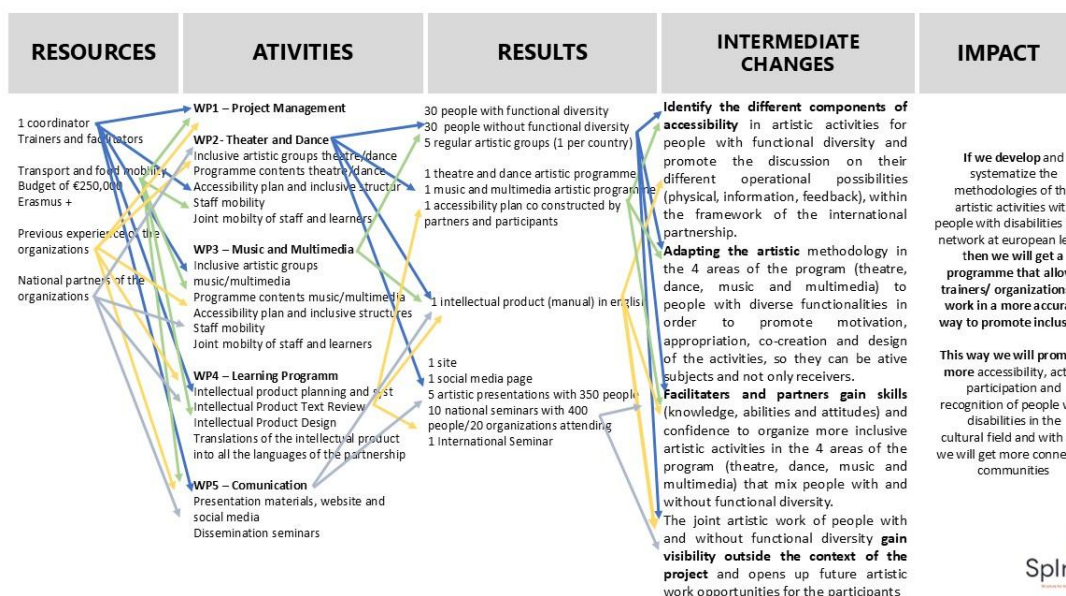 RESOURCES
ATIVITIES
RESULTS
INTERMEDIATE
CHANGES
IMPACT
1 coordinator
Trainers and facilitators
Transport and food mobility
Budget of €250,000
Erasmus +
Previous experience of the
organizations
National partners of the
organizations
WP1 – Project Management
WP2- Theater and Dance
Inclusive artistic groups theatre/dance
Programme contents theatre/dance
Accessibility plan and inclusive structur
Staff mobility
Joint mobilty of staff and learners
WP3 – Music and Multimedia
Inclusive artistic groups
music/multimedia
Programme contents music/multimedia
Accessibility plan and inclusive structures
Staff mobility
Joint mobilty of staff and learners
WP4 – Learning Programm
Intellectual product planning and syst
Intellectual Product Text Review
Intellectual Product Design
Translations of the intellectual product
into all the languages of the partnership
WP5 – Comunication
Presentation materials, website and
social media
Dissemination seminars
30 people with functional diversity
30 people without functional diversity
5 regular artistic groups (1 per country)
1 theatre and dance artistic programme
1 music and multimedia artistic programme
1 accessibility plan co constructed by
partners and participants
1 intellectual product (manual) in english
1 site
1 social media page
5 artistic presentations with 350 people
10 national seminars with 400
people/20 organizations attending
1 International Seminar
Identify the different components of
accessibility in artistic activities for
people with functional diversity and
promote the discussion on their
different operational possibilities
(physical, information, feedback), within
the framework of the international
partnership.
Adapting the artistic methodology in
the 4 areas of the program (theatre,
dance, music and multimedia) to
people with diverse functionalities in
order to promote motivation,
appropriation, co-creation and design
of the activities, so they can be ative
subjects and not only receivers.
Facilitaters and partners gain skills
(knowledge, abilities and attitudes) and
confidence to organize more inclusive
artistic activities in the 4 areas of the
program (theatre, dance, music and
multimedia) that mix people with and
without functional diversity.
The joint artistic work of people with
and without functional diversity gain
visibility outside the context of the
project and opens up future artistic
work opportunities for the participants
If we develop and
systematize the
methodologies of th
artistic activities wit
people with disabilities
network at european le
then we will get a
programme that allow
trainers/ organizations
work in a more accura
way to promote inclus
This way we will prom
more accessibility, act
participation and
recognition of people w
disabilities in the
cultural field and with
we will get more conne
communities
SpIn